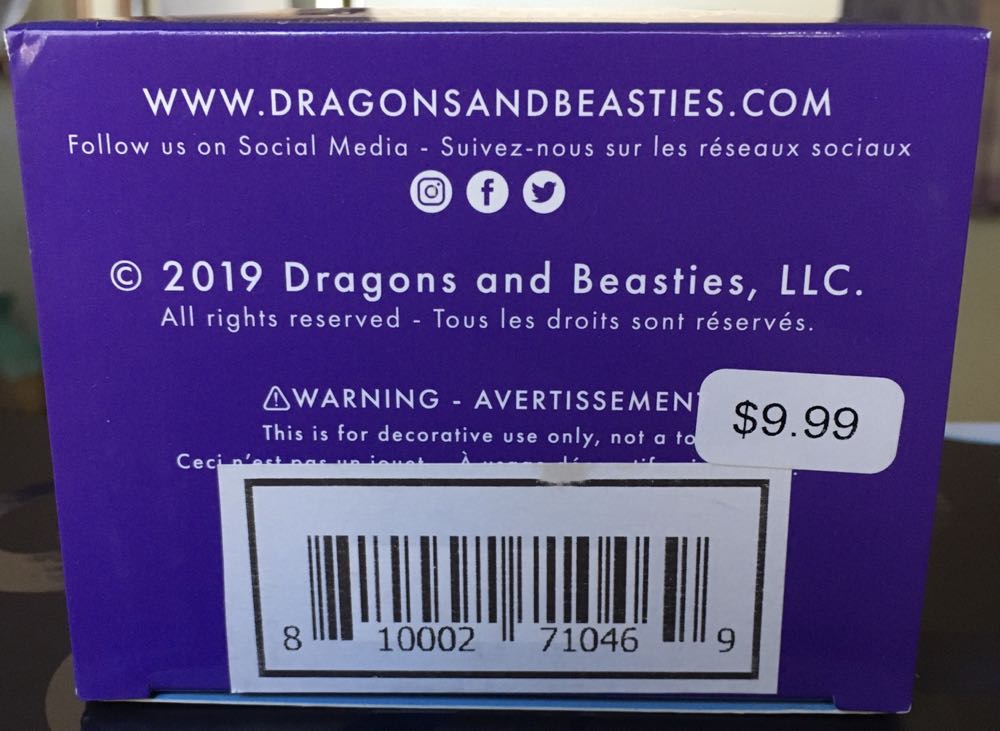 WWW.DRAGONSANDBEASTIES.COM
Follow us on Social Media - Suivez-nous sur les réseaux sociaux
© 2019 Dragons and Beasties, LLC.
All rights reserved - Tous les droits sont réservés.
⚠WARNING - AVERTISSEMEN
$9.99
This is for decorative use only, not a to
Ceci n'est pas un jouet. À
8 10002 71046 9